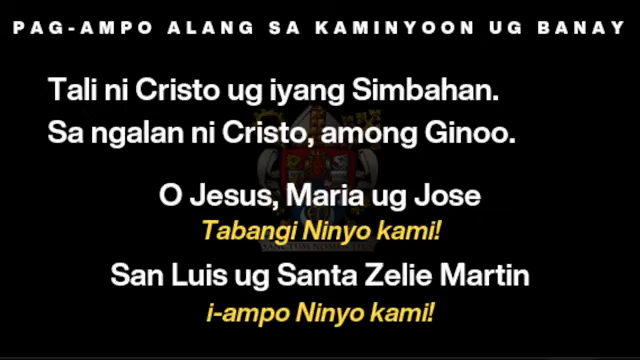 PAG-AMPO ALANG SA KAMINYOON UG BANAY
Tali ni Cristo ug iyang Simbahan.
Sa ngalan ni Cristo, among Ginoo.
O Jesus, Maria ug Jose
Tabangi Ninyo kami!
San Luis ug Santa Zelie Martin
i-ampo Ninyo kami!